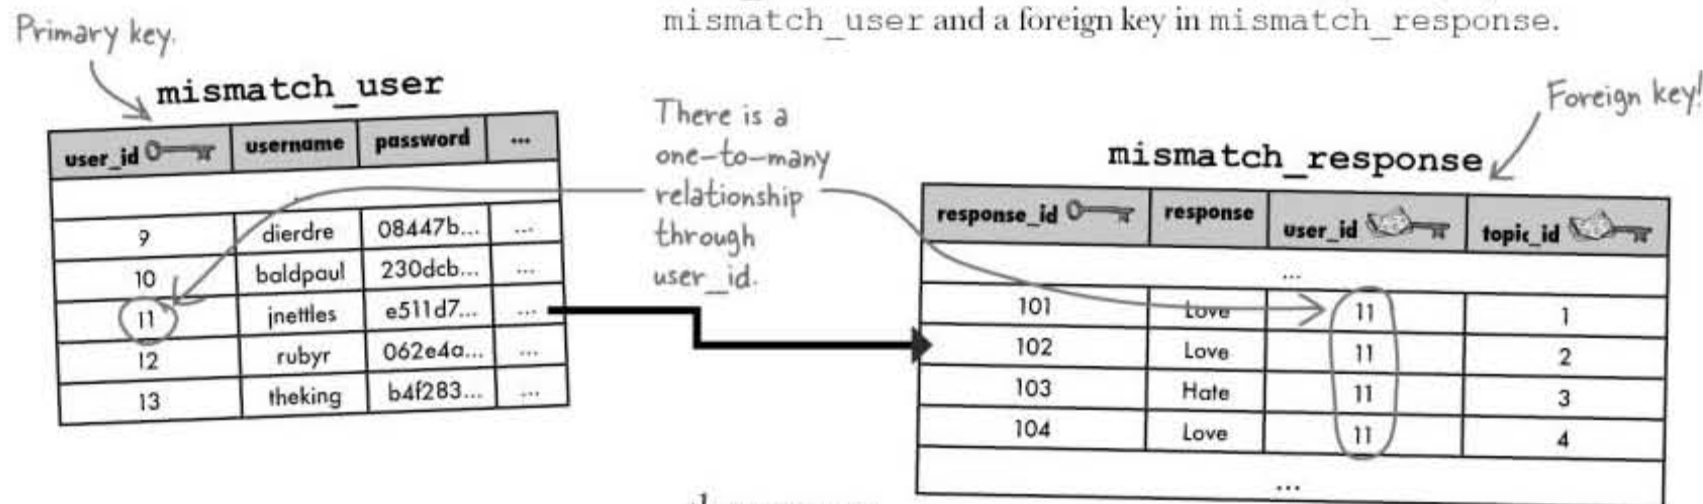 mismatch_user and a foreign key in mismatch_response.
Primary key.
mismatch_user
user_id username password ...
9 dierdre 08447b... ...
10 baldpaul 230dcb... ...
11 jnettles e511d7... ...
12 rubyr 062e4a... ...
13 theking b4f283... ...
There is a
one-to-many
relationship
through
user_id.
Foreign key!
mismatch_response
response_id response user_id topic_id
...
101 Love 11 1
102 Love 11 2
103 Hate 11 3
104 Love 11 4
...